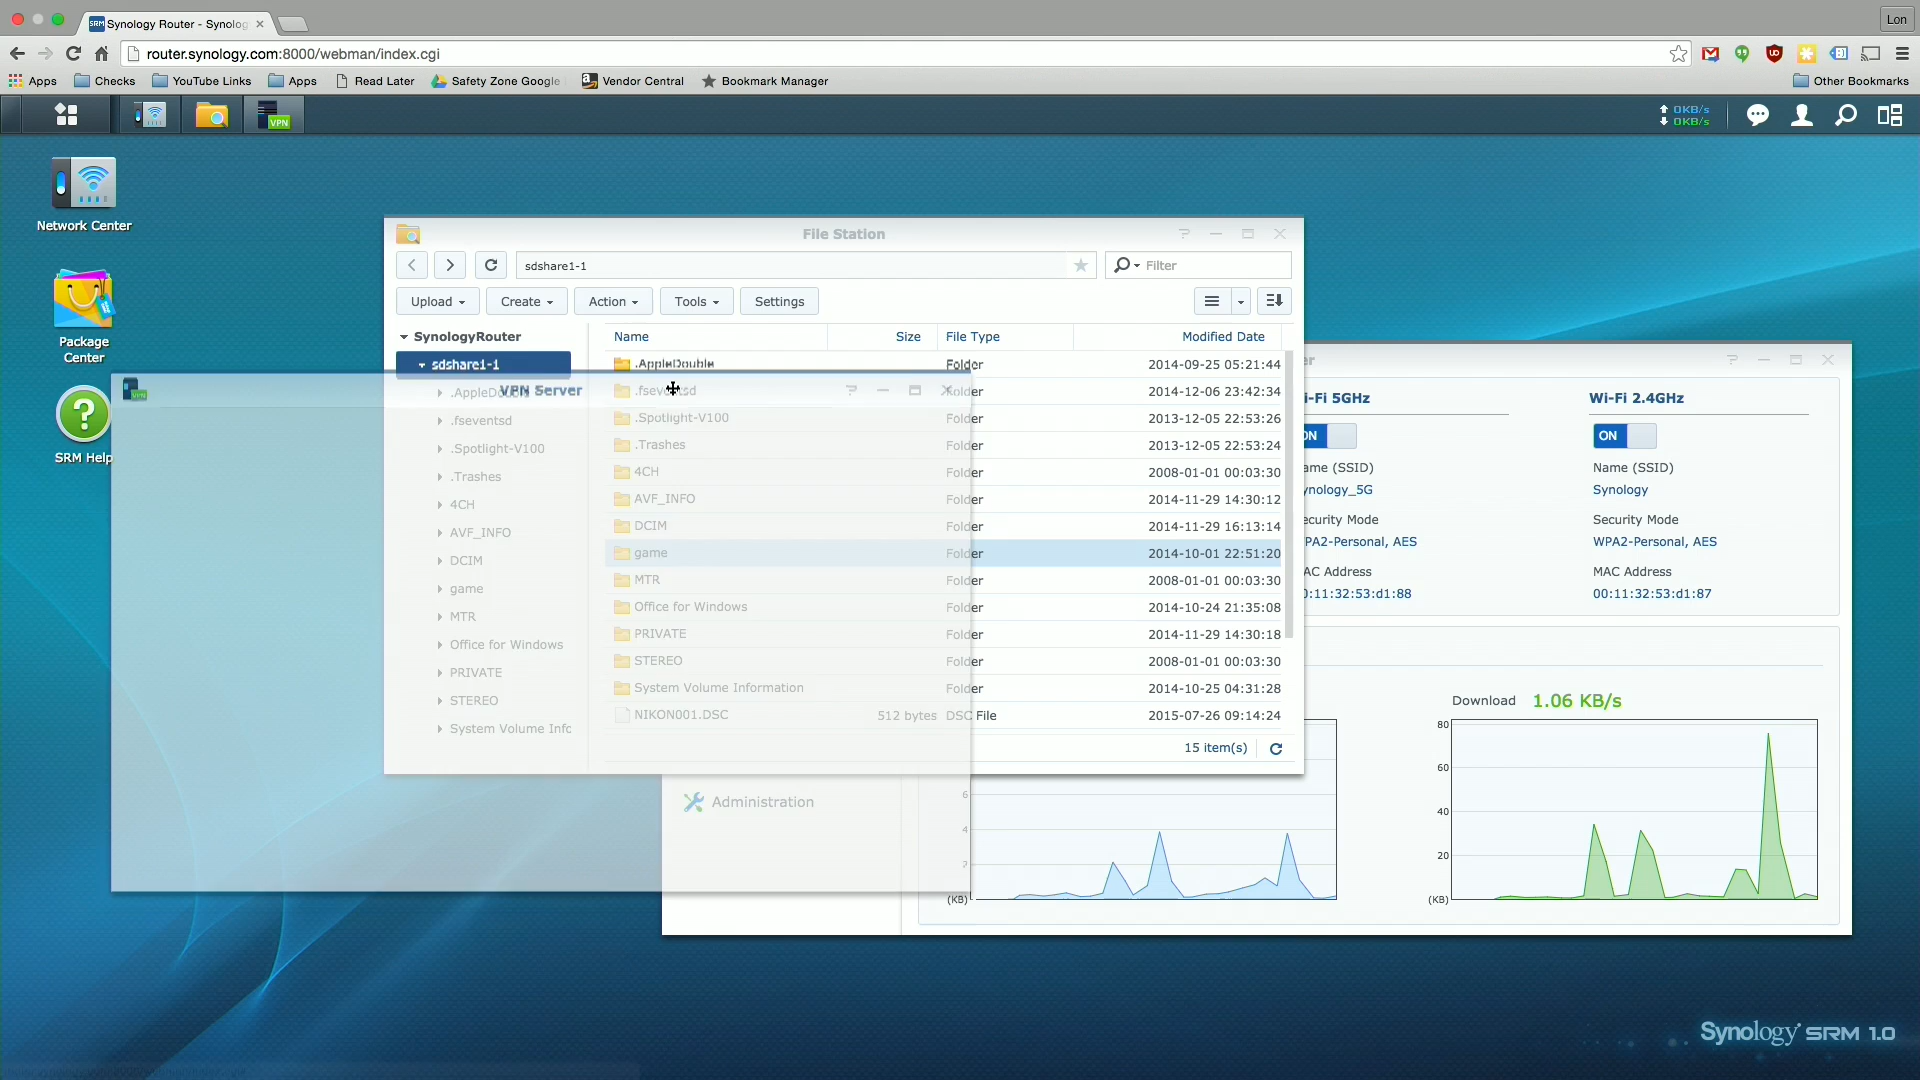 Synology Router - Synolog
Lon
router.synology.com:8000/webman/index.cgi
Apps
Checks
YouTube Links
Apps
Read Later
Safety Zone Google
Vendor Central
Bookmark Manager
Other Bookmarks
VPN
0KB/s
0KB/s
Network Center
Package
Center
SRM Help
File Station
sdshare1-1
Filter
Upload
Create
Action
Tools
Settings
SynologyRouter
sdshare1-1
.fseventsd
.Spotlight-V100
.Trashes
4CH
AVF_INFO
DCIM
game
MTR
Office for Windows
PRIVATE
STEREO
System Volume Info
Name Size File Type Modified Date
.AppleDouble Folder 2014-09-25 05:21:44
.fseventsd Folder 2014-12-06 23:42:34
.Spotlight-V100 Folder 2013-12-05 22:53:26
.Trashes Folder 2013-12-05 22:53:24
4CH Folder 2008-01-01 00:03:30
AVF_INFO Folder 2014-11-29 14:30:12
DCIM Folder 2014-11-29 16:13:14
game Folder 2014-10-01 22:51:20
MTR Folder 2008-01-01 00:03:30
Office for Windows Folder 2014-10-24 21:35:08
PRIVATE Folder 2014-11-29 14:30:18
STEREO Folder 2008-01-01 00:03:30
System Volume Information Folder 2014-10-25 04:31:28
NIKON001.DSC 512 bytes DSC File 2015-07-26 09:14:24
15 item(s)
VPN Server
er
i-Fi 5GHz
ON
ame (SSID)
ynology_5G
ecurity Mode
PA2-Personal, AES
AC Address
0:11:32:53:d1:88
Wi-Fi 2.4GHz
ON
Name (SSID)
Synology
Security Mode
WPA2-Personal, AES
MAC Address
00:11:32:53:d1:87
Administration
6
4
2
(KB)
Download 1.06 KB/s
80
60
40
20
(KB)
Synology SRM 1.0